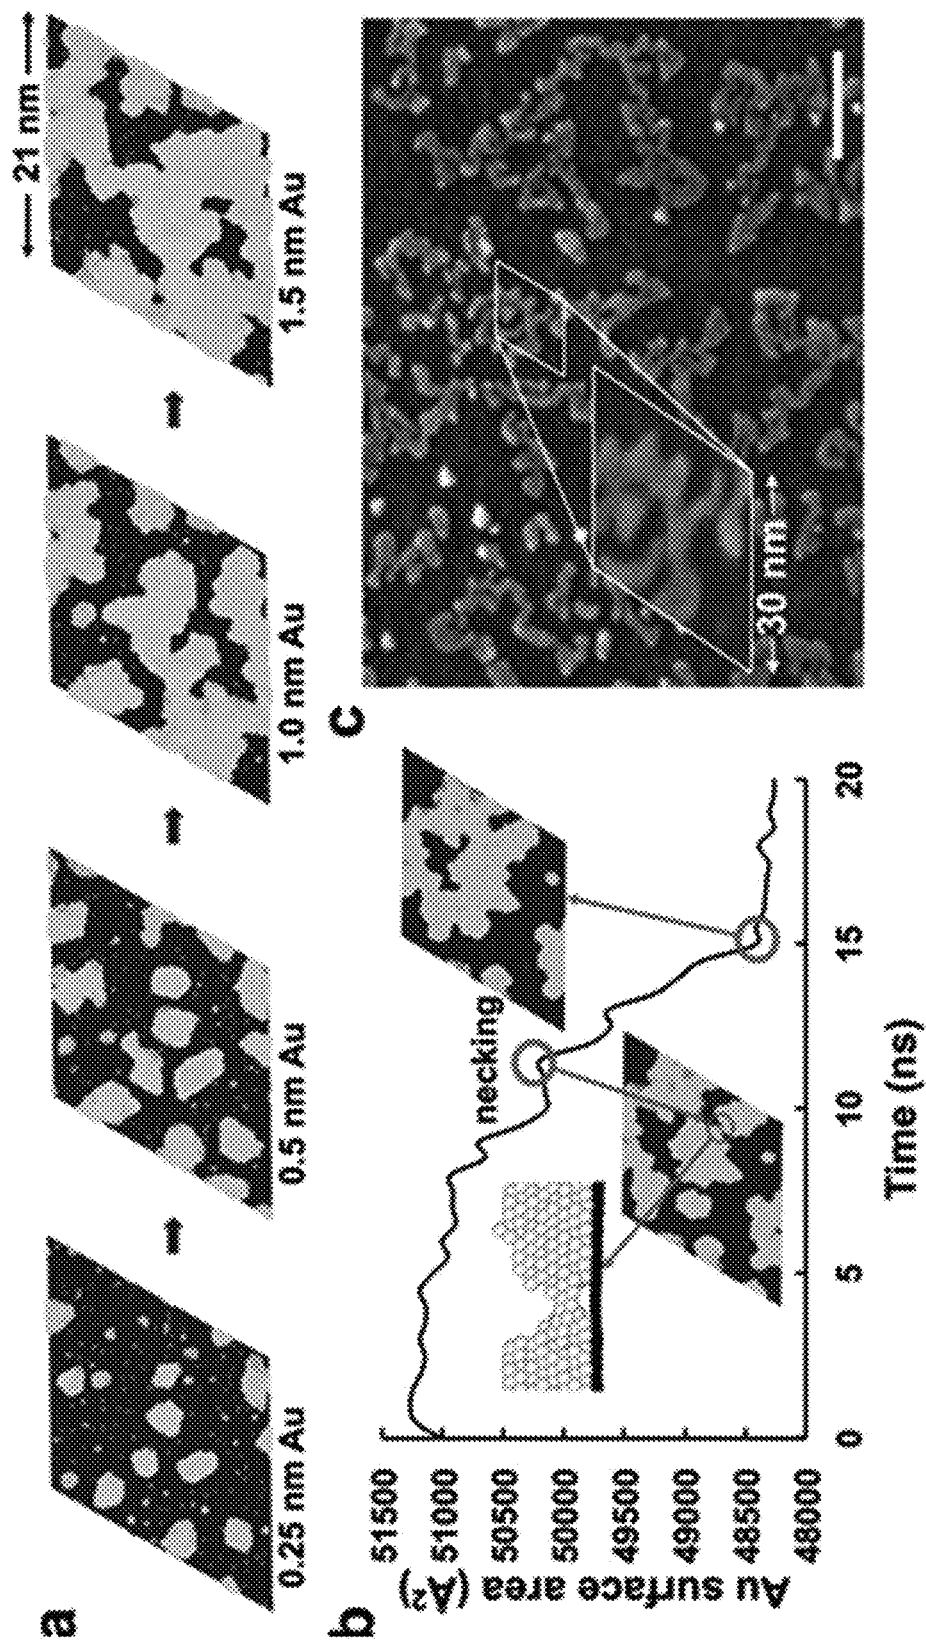 a
21 nm
0.25 nm Au
0.5 nm Au
1.0 nm Au
1.5 nm Au
b
Au surface area (Å²)
51500
51000
50500
50000
49500
49000
48500
48000
necking
0
5
10
15
20
Time (ns)
c
30 nm